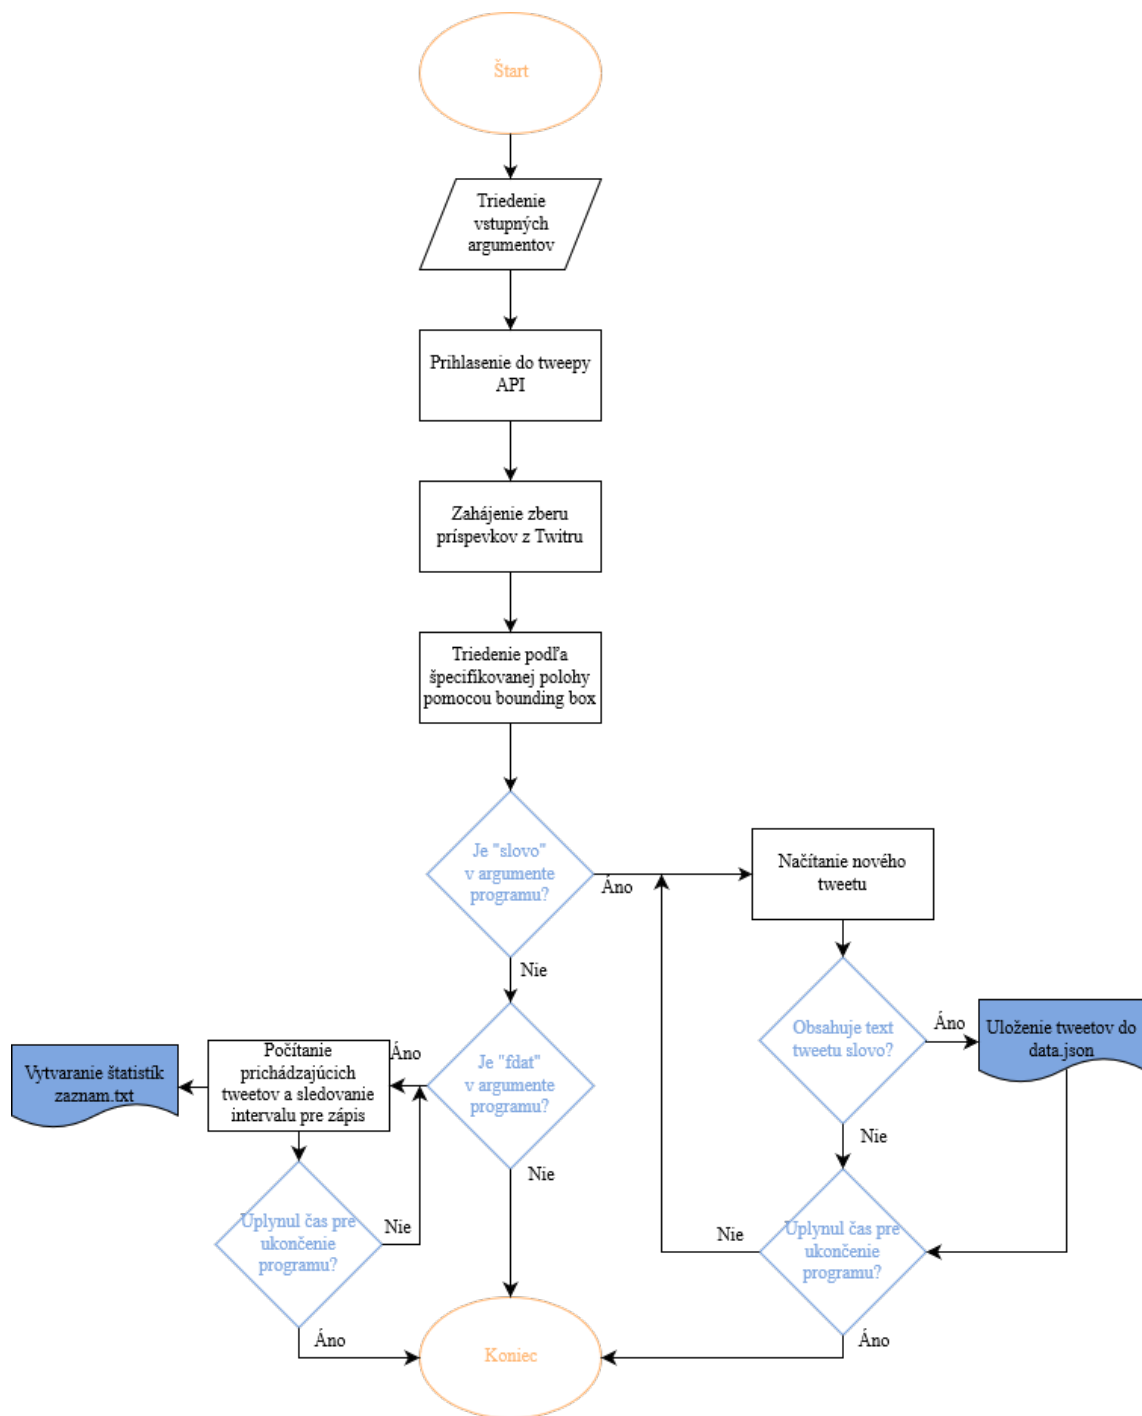 Štart
Triedenie
vstupných
argumentov
Prihlasenie do tweepy
API
Zahájenie zberu
príspevkov z Twitru
Triedenie podľa
špecifikovanej polohy
pomocou bounding box
Je "slovo"
v argumente
programu?
Áno
Načítanie nového
tweetu
Nie
Obsahuje text
tweetu slovo?
Áno
Uloženie tweetov do
data.json
Nie
Je "fdat"
v argumente
programu?
Áno
Počítanie
prichádzajúcich
tweetov a sledovanie
intervalu pre zápis
Vytvaranie štatistík
zaznam.txt
Nie
Uplynul čas pre
ukončenie
programu?
Nie
Áno
Uplynul čas pre
ukončenie
programu?
Nie
Áno
Koniec